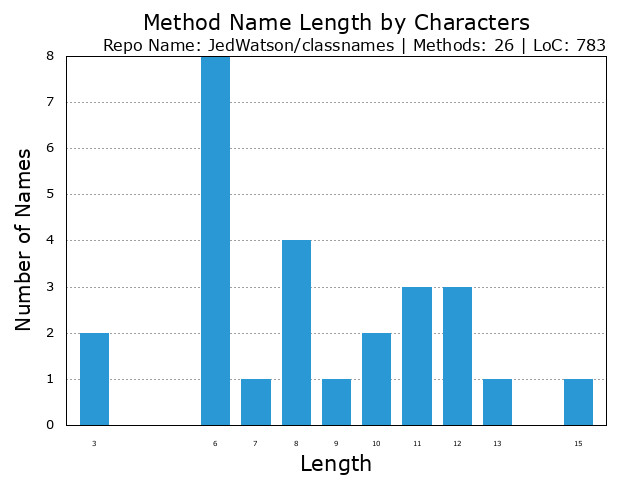 Method Name Length by Characters
Repo Name: JedWatson/classnames | Methods: 26 | LoC: 783
8
7
6
5
4
3
2
1
0
Number of Names
3 6 7 8 9 10 11 12 13 15
Length